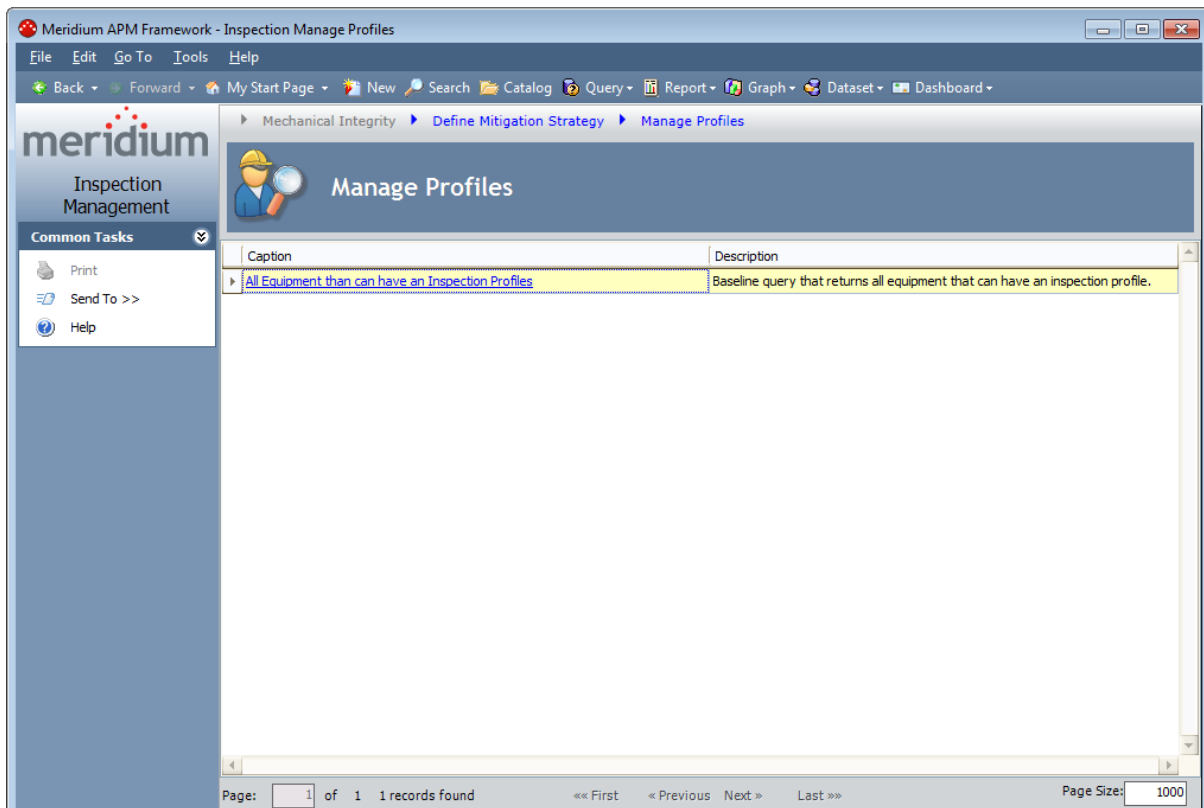 Meridium APM Framework - Inspection Manage Profiles
File Edit Go To Tools Help
Back Forward My Start Page New Search Catalog Query Report Graph Dataset Dashboard
meridium
Inspection
Management
Common Tasks
Print
Send To >>
Help
Mechanical Integrity Define Mitigation Strategy Manage Profiles
Manage Profiles
Caption Description
All Equipment than can have an Inspection Profiles Baseline query that returns all equipment that can have an inspection profile.
Page: 1 of 1 1 records found «« First « Previous Next » Last »» Page Size: 1000